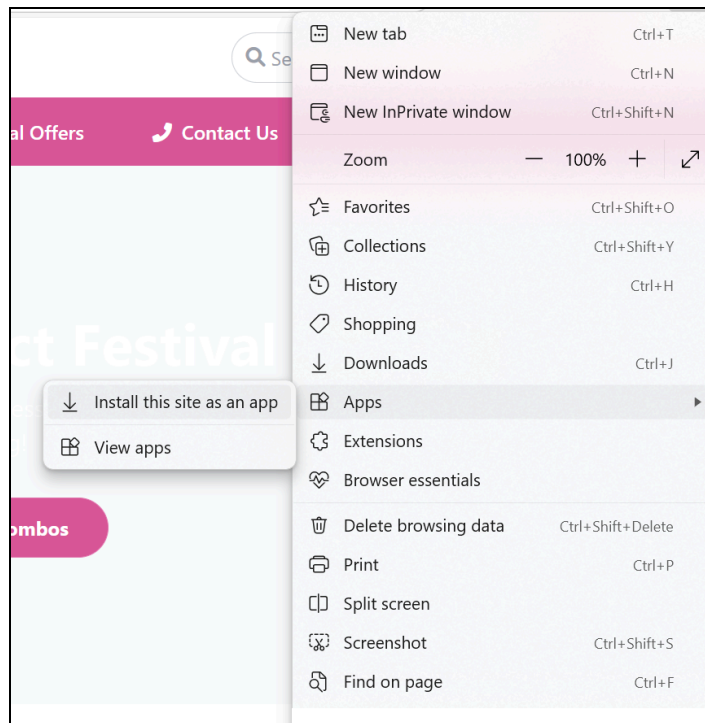 New tab Ctrl+T
Se
New window Ctrl+N
New InPrivate window Ctrl+Shift+N
al Offers Contact Us
Zoom — 100% +
Favorites Ctrl+Shift+O
Collections Ctrl+Shift+Y
History Ctrl+H
Shopping
ct Festival
Downloads Ctrl+J
Install this site as an app
Apps
Extensions
View apps
Browser essentials
ombos
Delete browsing data Ctrl+Shift+Delete
Print Ctrl+P
Split screen
Screenshot Ctrl+Shift+S
Find on page Ctrl+F